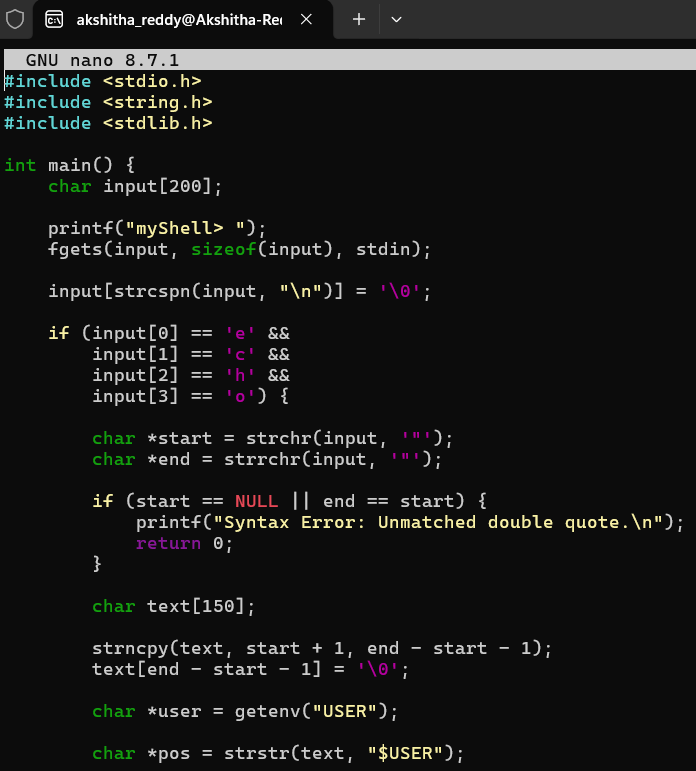 akshitha_reddy@Akshitha-Re
GNU nano 8.7.1
#include <stdio.h>
#include <string.h>
#include <stdlib.h>

int main() {
    char input[200];

    printf("myShell> ");
    fgets(input, sizeof(input), stdin);

    input[strcspn(input, "\n")] = '\0';

    if (input[0] == 'e' &&
        input[1] == 'c' &&
        input[2] == 'h' &&
        input[3] == 'o') {

        char *start = strchr(input, '"');
        char *end = strrchr(input, '"');

        if (start == NULL || end == start) {
            printf("Syntax Error: Unmatched double quote.\n");
            return 0;
        }

        char text[150];

        strncpy(text, start + 1, end - start - 1);
        text[end - start - 1] = '\0';

        char *user = getenv("USER");

        char *pos = strstr(text, "$USER");